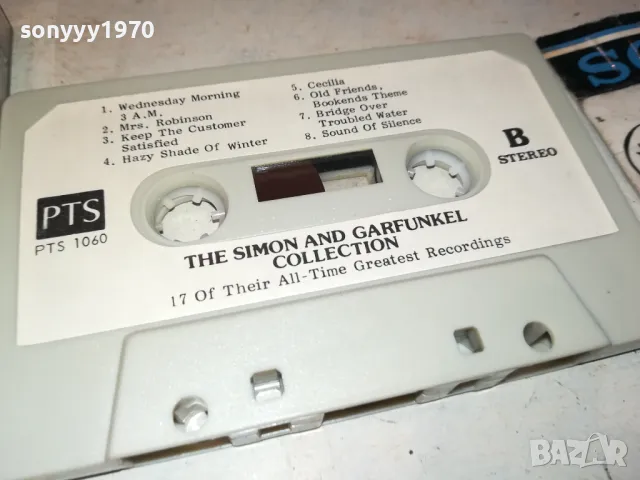 sonyyy1970
1. Wednesday Morning
3 A.M.
2. Mrs. Robinson
3. Keep The Customer
Satisfied
4. Hazy Shade Of Winter
5. Cecilia
6. Old Friends,
Bookends Theme
7. Bridge Over
Troubled Water
8. Sound Of Silence
B
STEREO
PTS
PTS 1060
THE SIMON AND GARFUNKEL
COLLECTION
17 Of Their All-Time Greatest Recordings
BAZAR